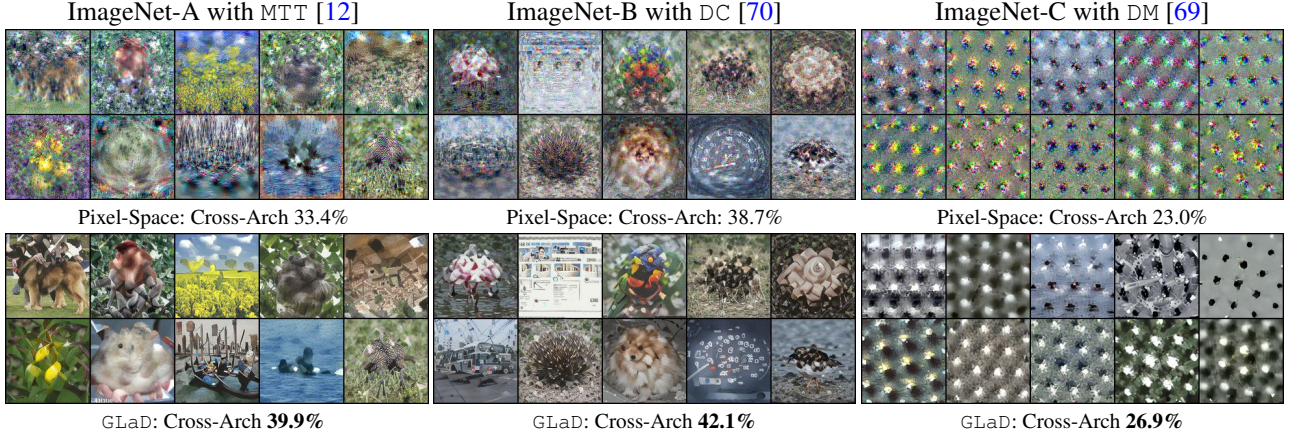 ImageNet-A with MTT [12]
ImageNet-B with DC [70]
ImageNet-C with DM [69]
Pixel-Space: Cross-Arch 33.4%
Pixel-Space: Cross-Arch: 38.7%
Pixel-Space: Cross-Arch 23.0%
GLaD: Cross-Arch 39.9%
GLaD: Cross-Arch 42.1%
GLaD: Cross-Arch 26.9%